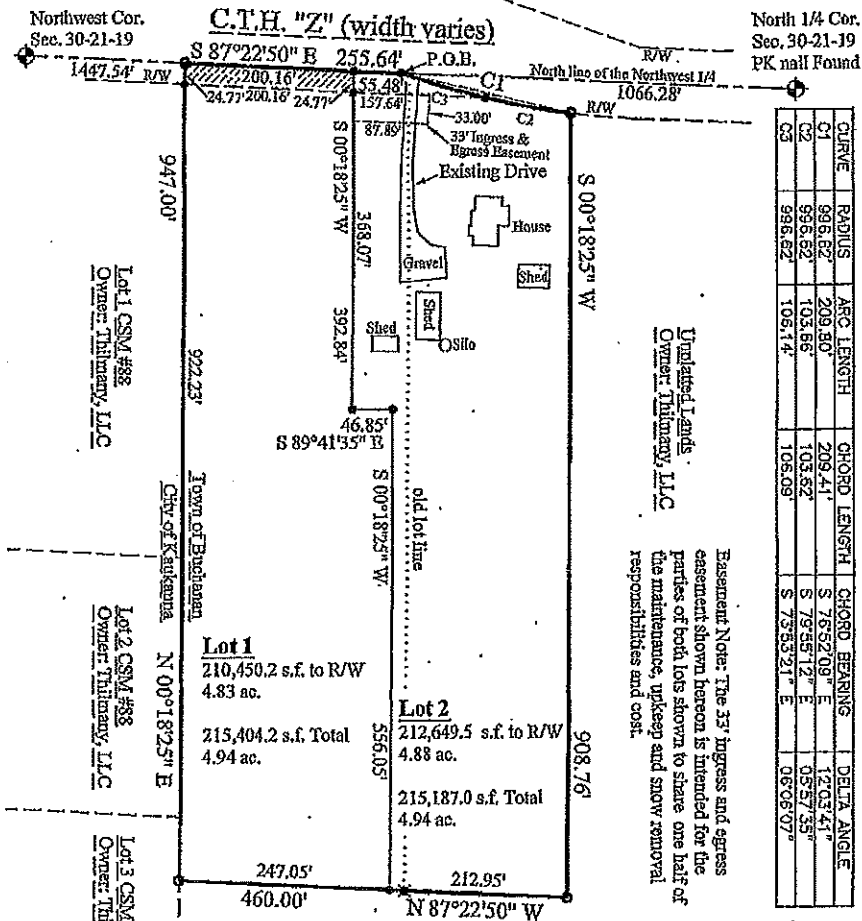 Northwest Cor.
Sec. 30-21-19
C.T.H. "Z" (width varies)
North 1/4 Cor.
Sec. 30-21-19
PK nail Found
R/W
S 87°22'50" E 255.64'
P.O.B.
C1
North line of the Northwest 1/4
1447.54' R/W
200.16'
55.48'
C3
1066.28'
24.77' 200.16' 24.77'
157.64'
33.00'
C2
R/W
87.89'
33' Ingress &
Egress Easement
Existing Drive
S 00°18'25" W
368.07'
392.84'
947.00'
922.23'
House
Gravel
Shed
Shed
Shed
Silo
S 00°18'25" W
908.76'
46.85'
S 89°41'35" E
S 00°18'25" W
556.05'
old lot line
Lot 1 CSM #88
Owner: Thilmany, LLC
Town of Buchanan
City of Kaukauna
Lot 2 CSM #88
Owner: Thilmany, LLC
N 00°18'25" E
Lot 3 CSM
Owner: Thi
Lot 1
210,450.2 s.f. to R/W
4.83 ac.
215,404.2 s.f. Total
4.94 ac.
Lot 2
212,649.5 s.f. to R/W
4.88 ac.
215,187.0 s.f. Total
4.94 ac.
247.05'
212.95'
460.00'
N 87°22'50" W
Unplatted Lands
Owner: Thilmany, LLC
Easement Note: The 33' ingress and egress
easement shown hereon is intended for the
parties of both lots shown to share one half of
the maintenance, upkeep and snow removal
responsibilities and cost.
CURVE RADIUS ARC LENGTH CHORD LENGTH CHORD BEARING DELTA ANGLE
C1 996.62' 209.80' 209.41' S 76°52'09" E 12°03'41"
C2 996.62' 103.66' 103.62' S 79°55'12" E 05°57'35"
C3 996.62' 106.14' 106.09' S 73°53'21" E 06°06'07"